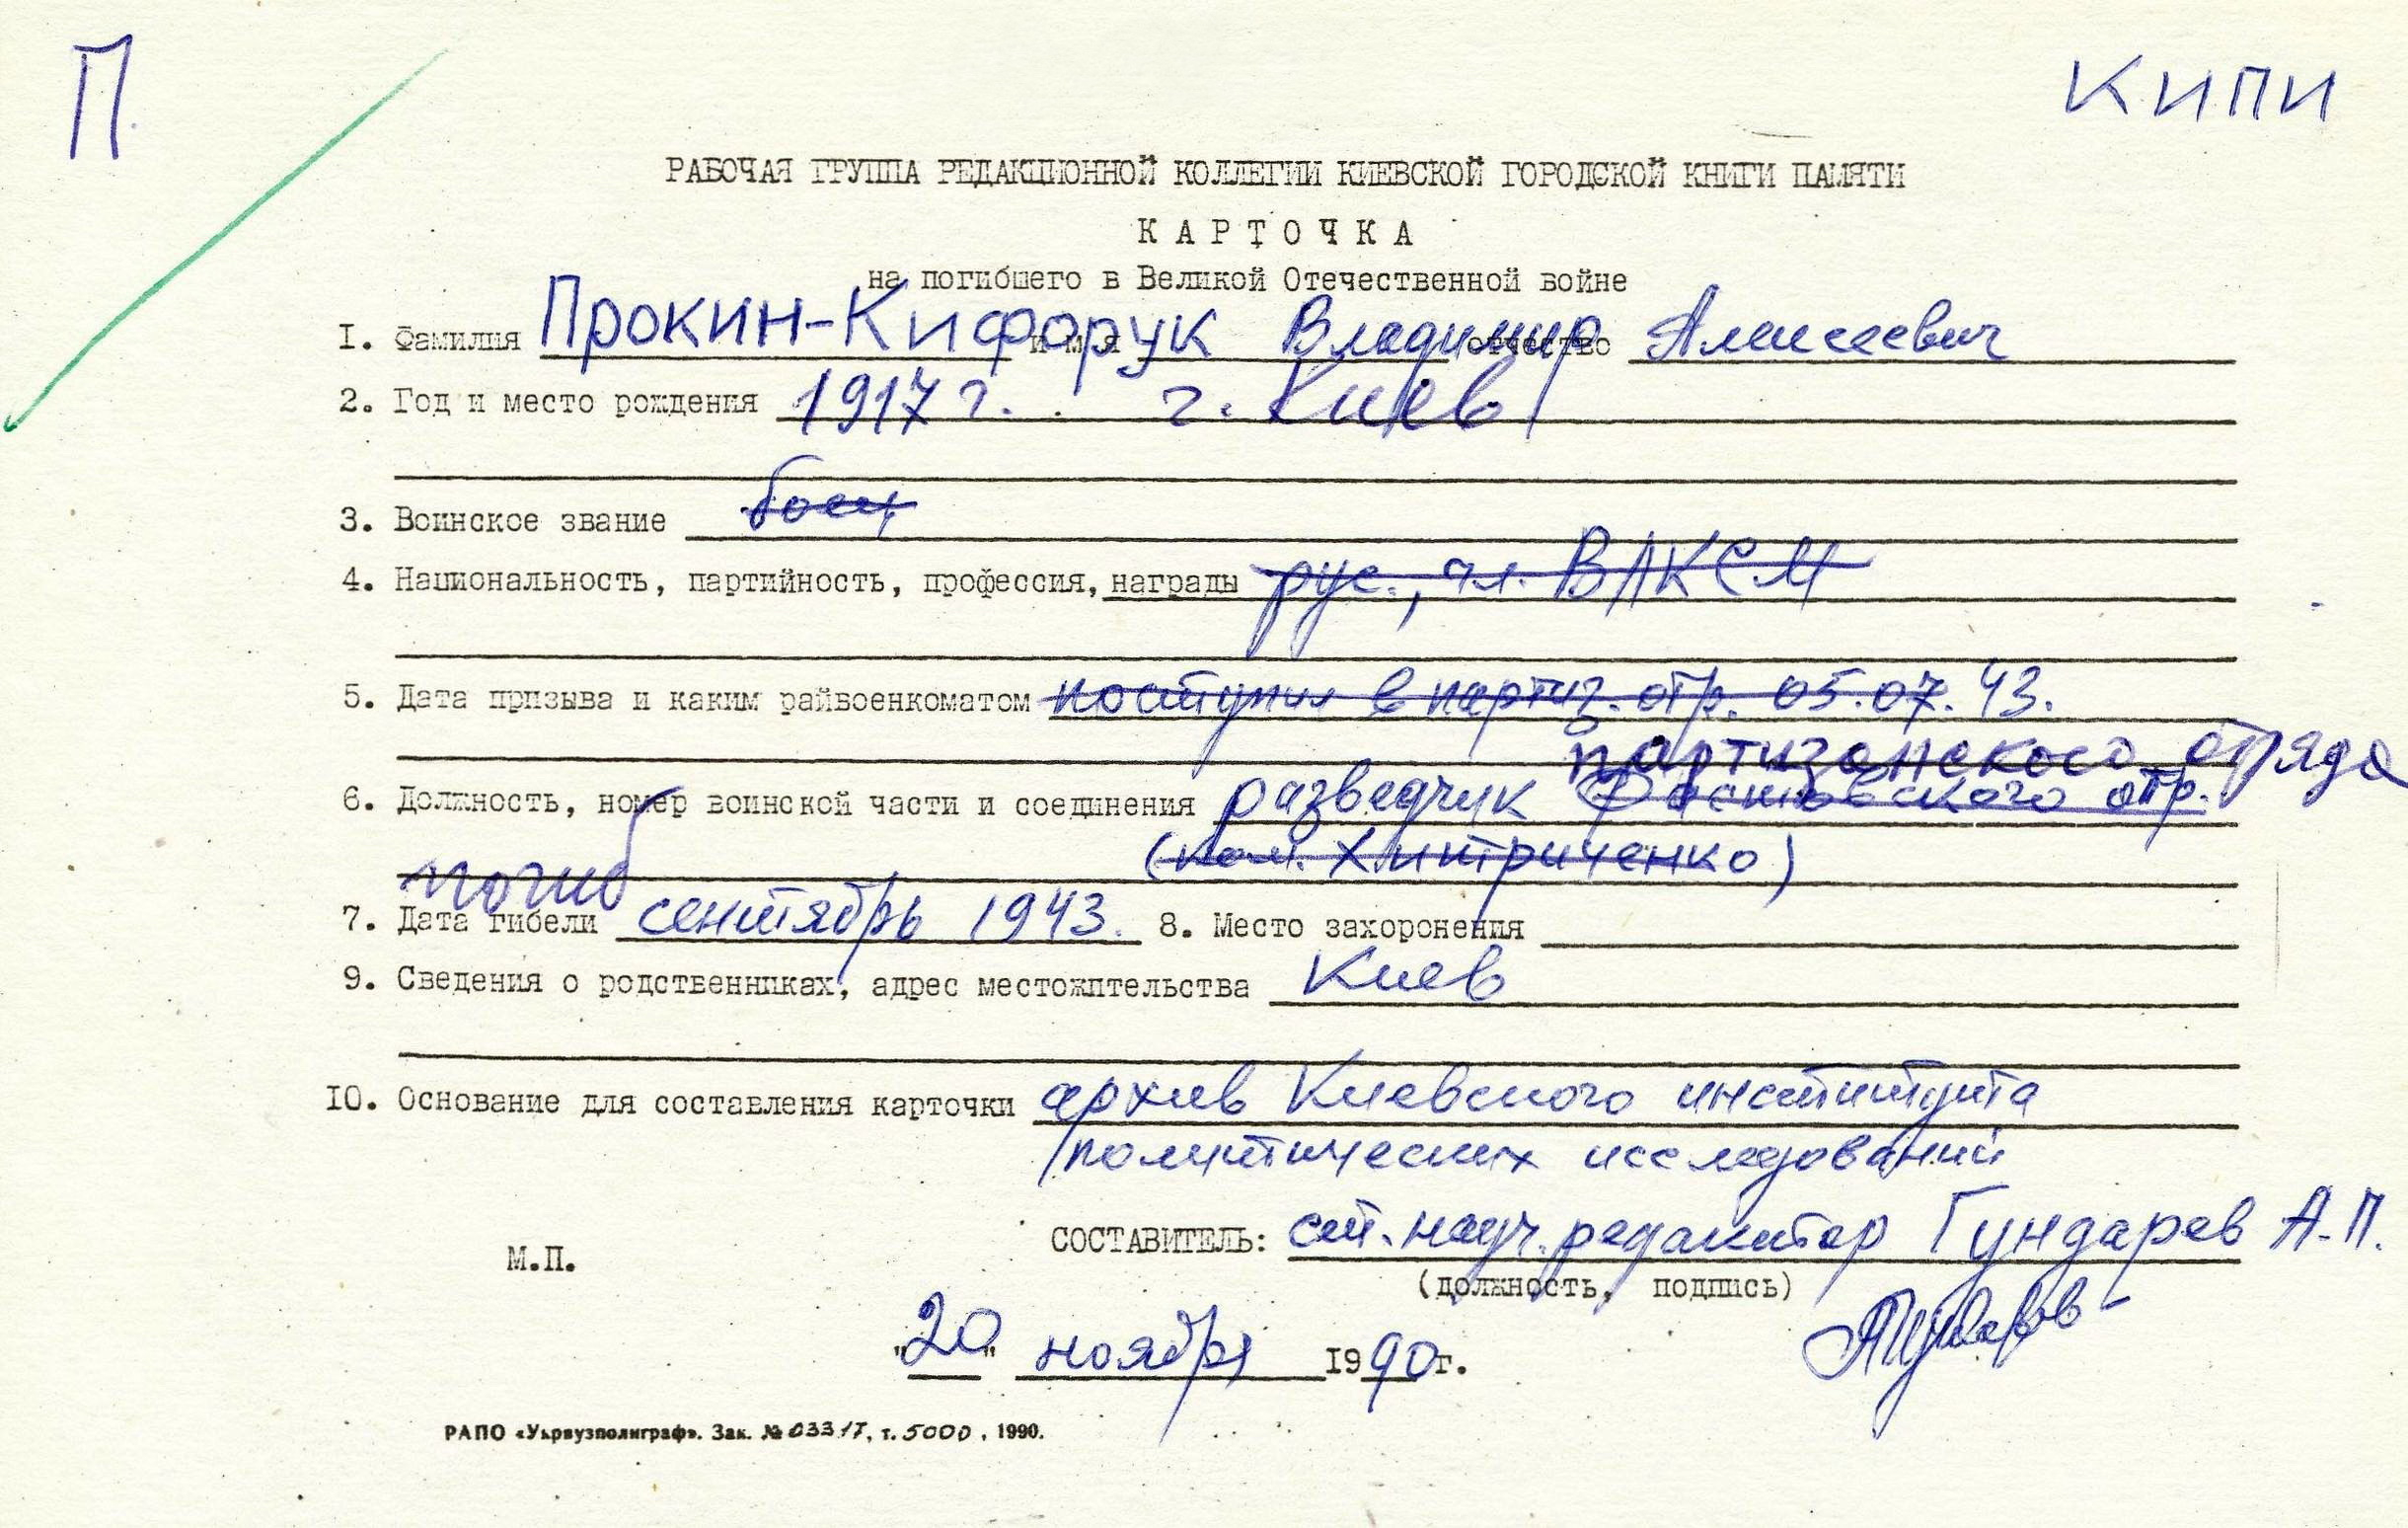 П
КИПИ
РАБОЧАЯ ГРУППА РЕДАКЦИОННОЙ КОЛЛЕГИИ КИЕВСКОЙ ГОРОДСКОЙ КНИГИ ПАМЯТИ
КАРТОЧКА
на погибшего в Великой Отечественной войне
I. Фамилия Прокин-Кифорук имя Владимир отчество Алексеевич
2. Год и место рождения 1917 г. г. Киев
3. Воинское звание боец
4. Национальность, партийность, профессия, награды рус., чл. ВЛКСМ
5. Дата призыва и каким райвоенкоматом поступил в партиз. отр. 05.07.43.
партизанского отряда
6. Должность, номер воинской части и соединения разведчик Фастовского отр.
(ком. Хитриченко)
погиб
7. Дата гибели сентябрь 1943. 8. Место захоронения
9. Сведения о родственниках, адрес местожительства Киев
IO. Основание для составления карточки архив Киевского института
политических исследований
СОСТАВИТЕЛЬ: ст. науч. редактор Гундарев А.П.
М.П.
(должность, подпись)
"20" ноября 1990г.
РАПО «Укрвузполиграф». Зак. № 0331Т, т. 5000, 1990.